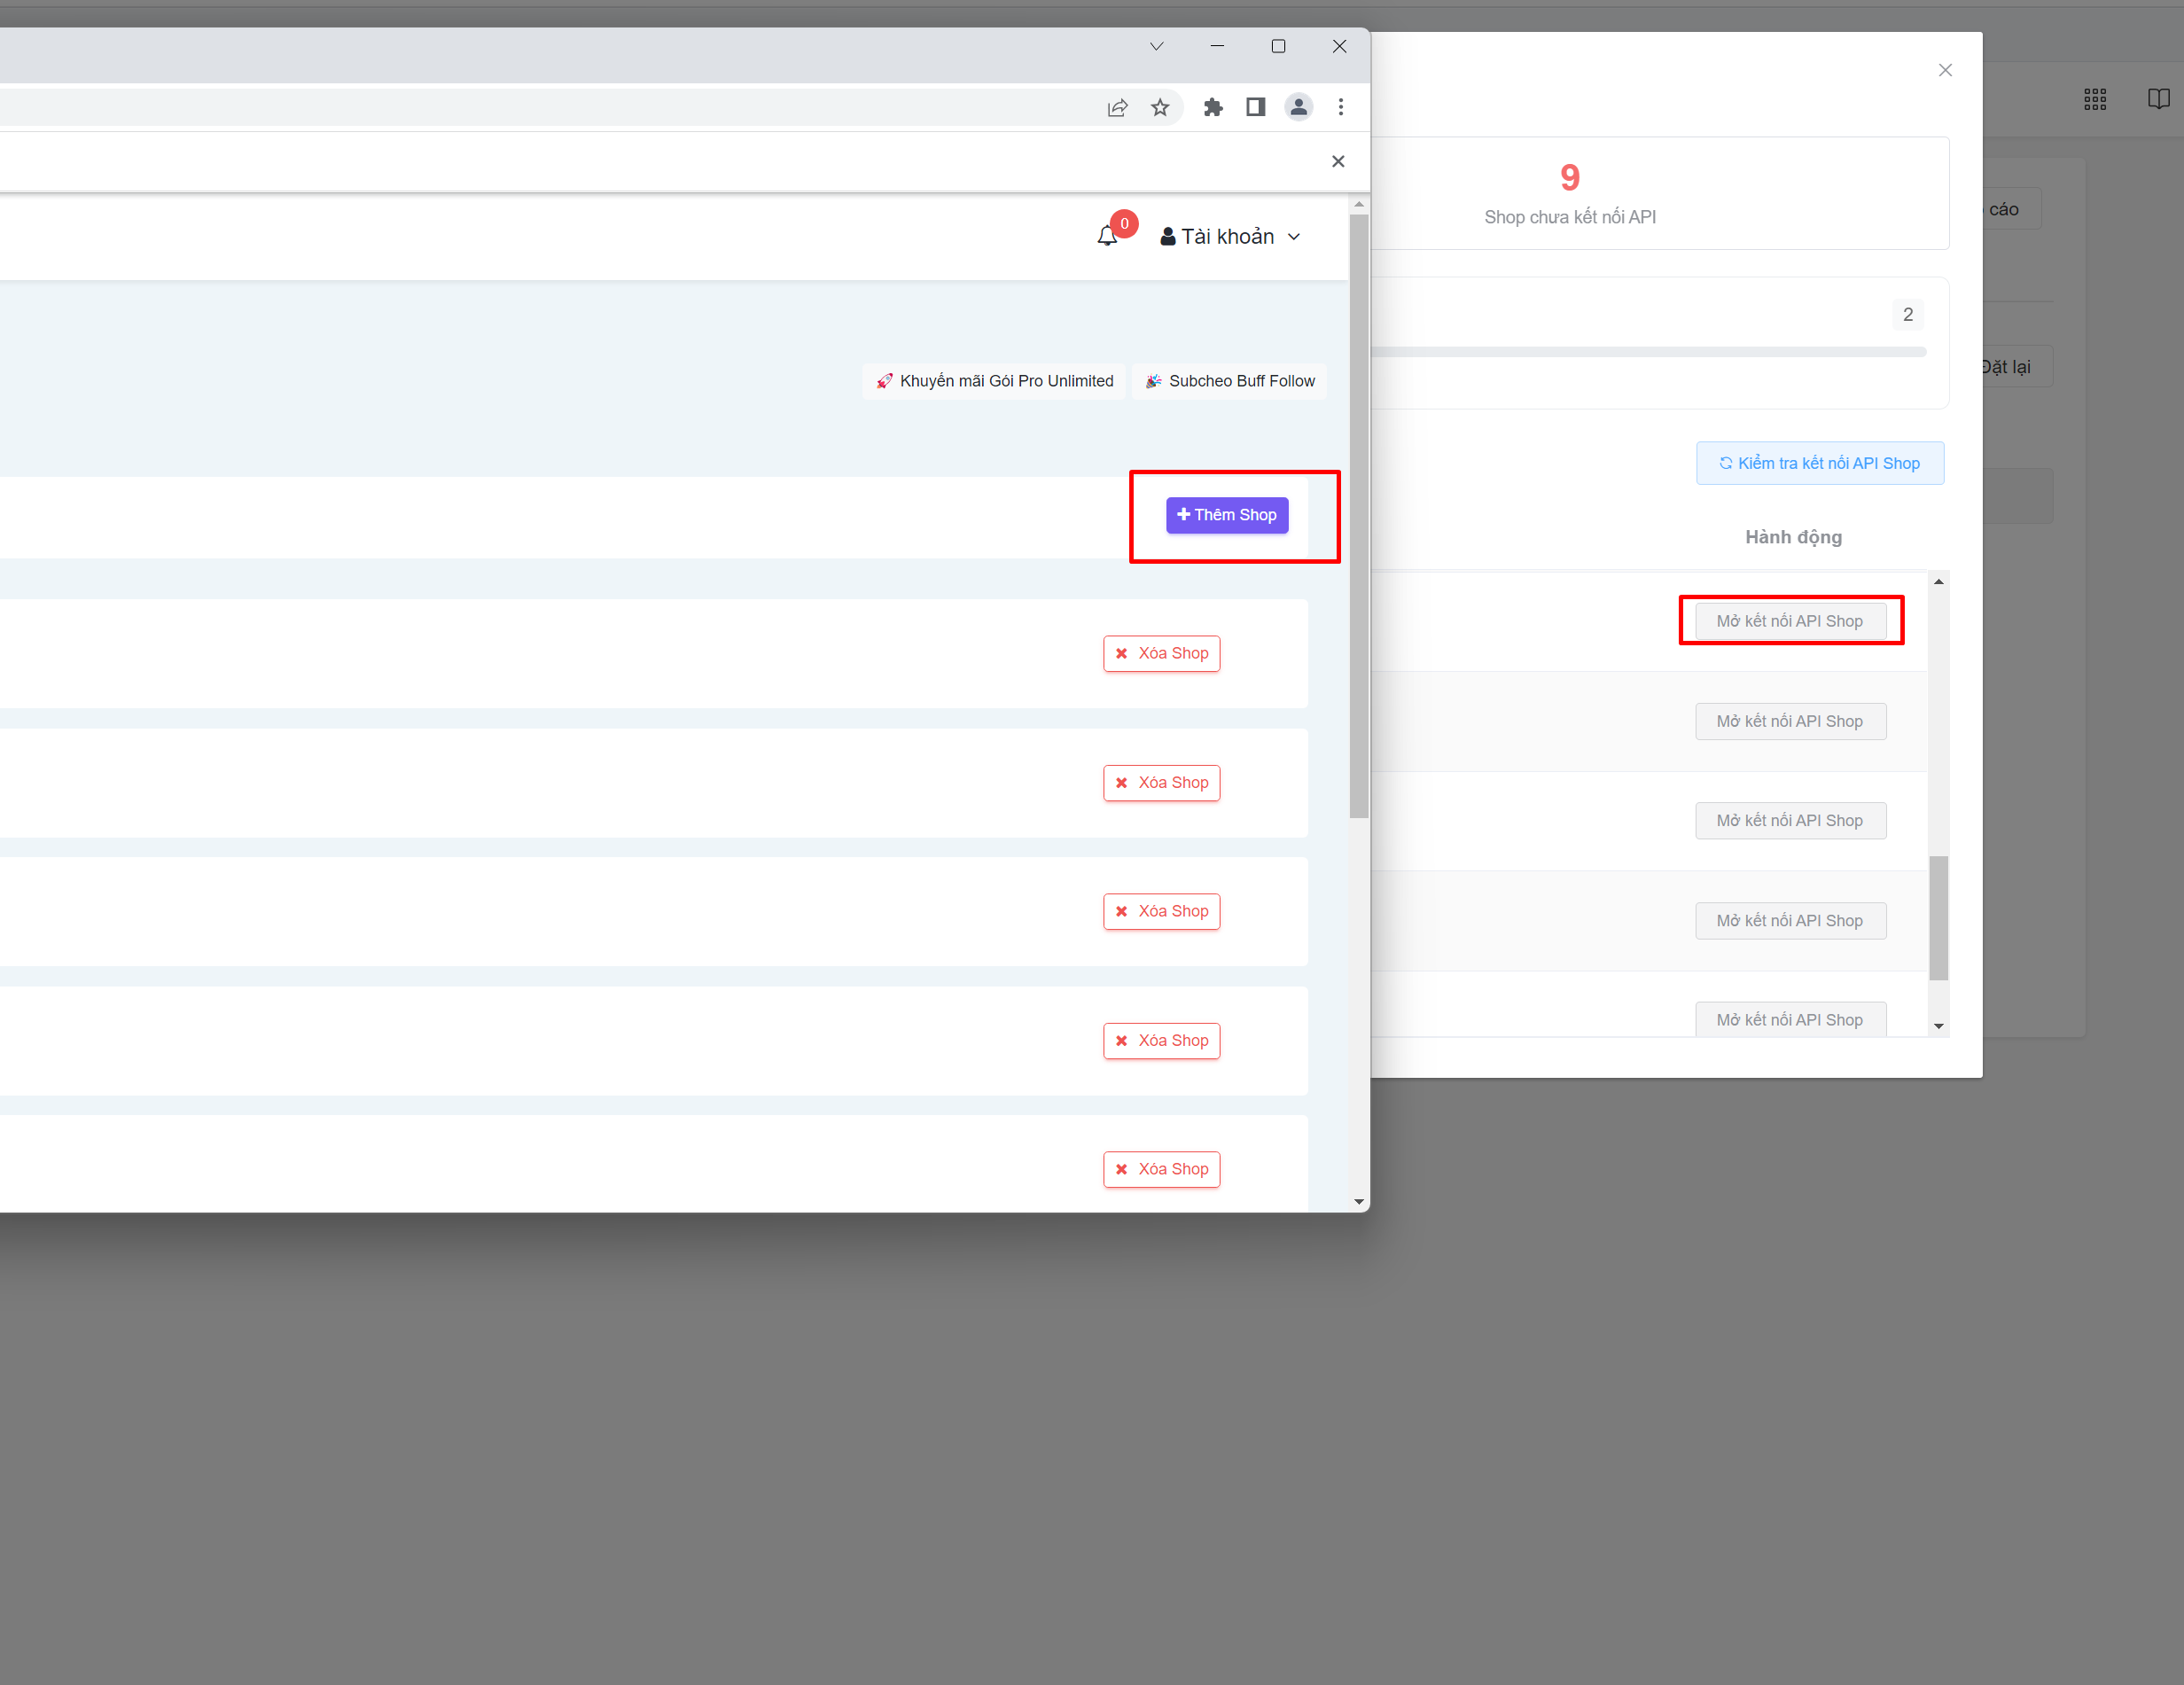 0
Tài khoản
Khuyến mãi Gói Pro Unlimited
Subcheo Buff Follow
Thêm Shop
Xóa Shop
Xóa Shop
Xóa Shop
Xóa Shop
Xóa Shop
9
Shop chưa kết nối API
2
Kiểm tra kết nối API Shop
Hành động
Mở kết nối API Shop
Mở kết nối API Shop
Mở kết nối API Shop
Mở kết nối API Shop
Mở kết nối API Shop
cáo
Đặt lại